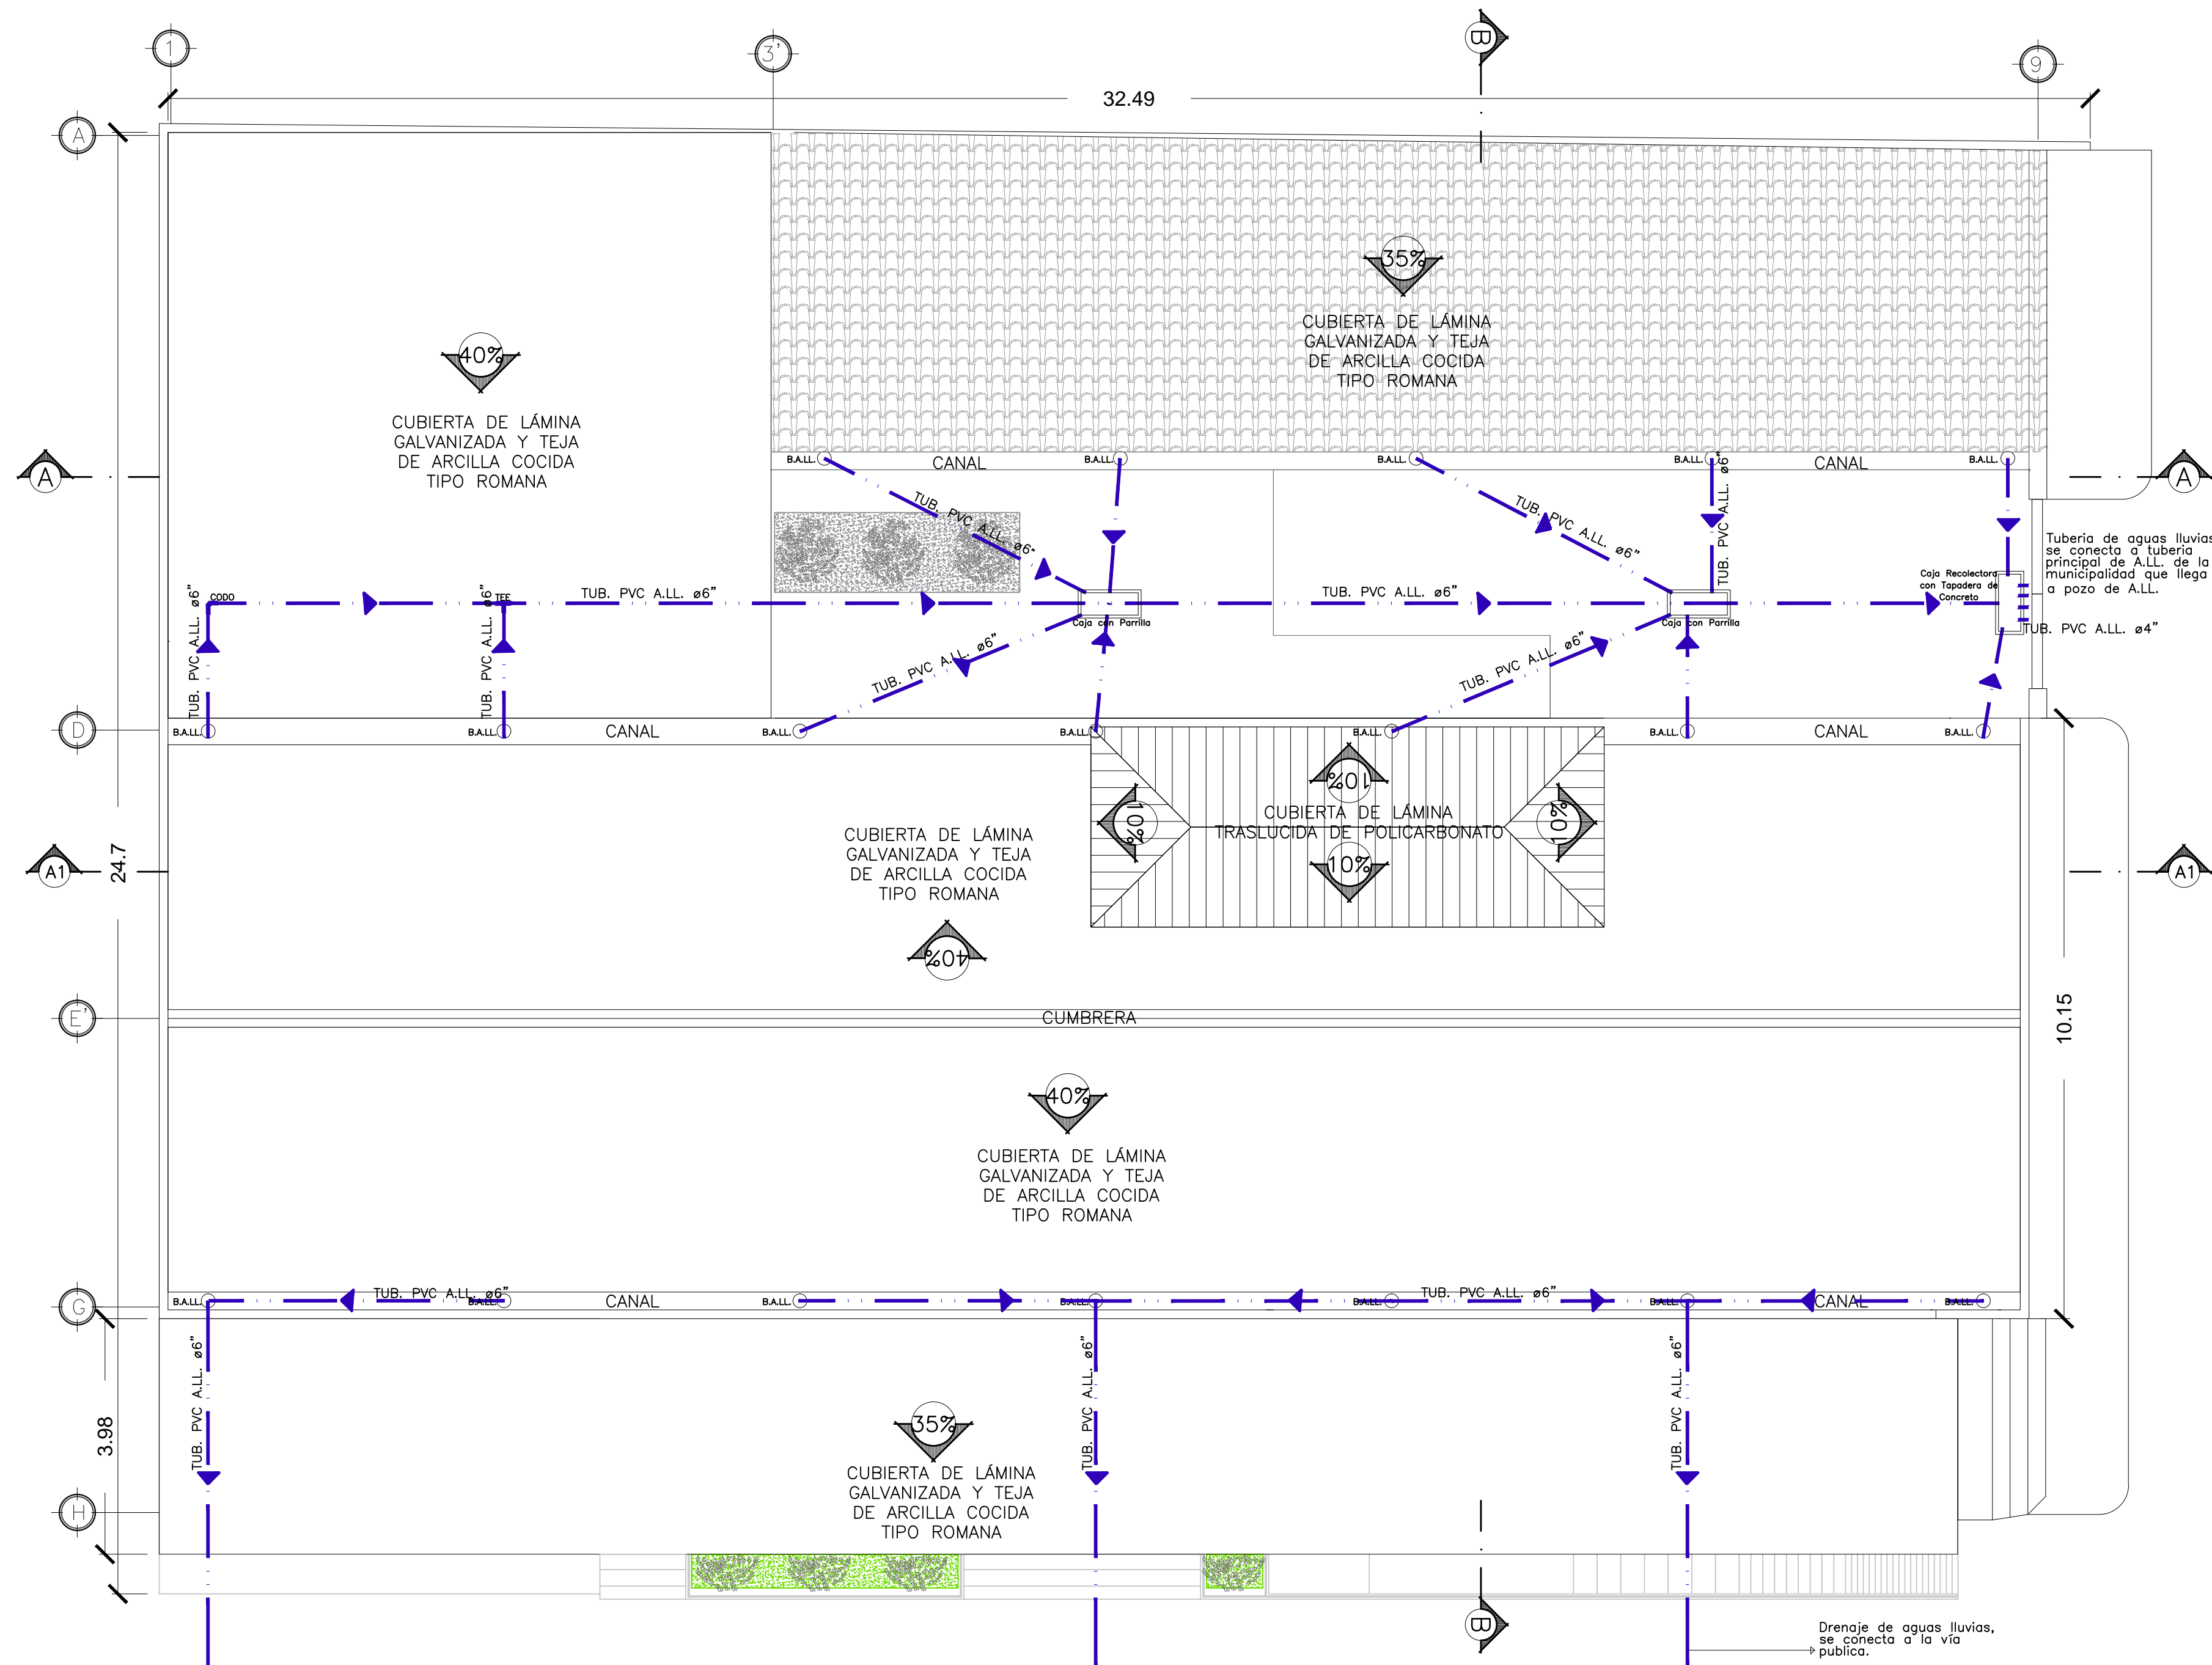 1
3'
B
9
32.49
A
35%
CUBIERTA DE LÁMINA
GALVANIZADA Y TEJA
DE ARCILLA COCIDA
TIPO ROMANA
40%
CUBIERTA DE LÁMINA
GALVANIZADA Y TEJA
DE ARCILLA COCIDA
TIPO ROMANA
B.A.LL.
CANAL
B.A.LL.
B.A.LL.
B.A.LL.
CANAL
B.A.LL.
A
A
TUB. PVC A.LL. ø6"
TUB. PVC A.LL. ø6"
TUB. PVC A.LL. ø6"
Tuberia de aguas lluvias
se conecta a tuberia
principal de A.LL. de la
municipalidad que llega
a pozo de A.LL.
Caja Recolectora
con Tapadera de
Concreto
CODO
TEE
TUB. PVC A.LL. ø6"
TUB. PVC A.LL. ø6"
TUB. PVC A.LL. ø6"
TUB. PVC A.LL. ø6"
Caja con Parrilla
Caja con Parrilla
TUB. PVC A.LL. ø4"
TUB. PVC A.LL. ø6"
TUB. PVC A.LL. ø6"
D
B.A.LL.
B.A.LL.
CANAL
B.A.LL.
B.A.LL.
B.A.LL.
B.A.LL.
CANAL
B.A.LL.
10%
10%
10%
CUBIERTA DE LÁMINA
TRASLUCIDA DE POLICARBONATO
10%
CUBIERTA DE LÁMINA
GALVANIZADA Y TEJA
DE ARCILLA COCIDA
TIPO ROMANA
40%
A1
24.7
A1
E'
CUMBRERA
10.15
40%
CUBIERTA DE LÁMINA
GALVANIZADA Y TEJA
DE ARCILLA COCIDA
TIPO ROMANA
G
B.A.LL.
TUB. PVC A.LL. ø6"
B.A.LL.
CANAL
B.A.LL.
B.A.LL.
B.A.LL.
TUB. PVC A.LL. ø6"
B.A.LL.
CANAL
B.A.LL.
TUB. PVC A.LL. ø6"
TUB. PVC A.LL. ø6"
TUB. PVC A.LL. ø6"
3.98
35%
CUBIERTA DE LÁMINA
GALVANIZADA Y TEJA
DE ARCILLA COCIDA
TIPO ROMANA
H
B
Drenaje de aguas lluvias,
se conecta a la vía
publica.